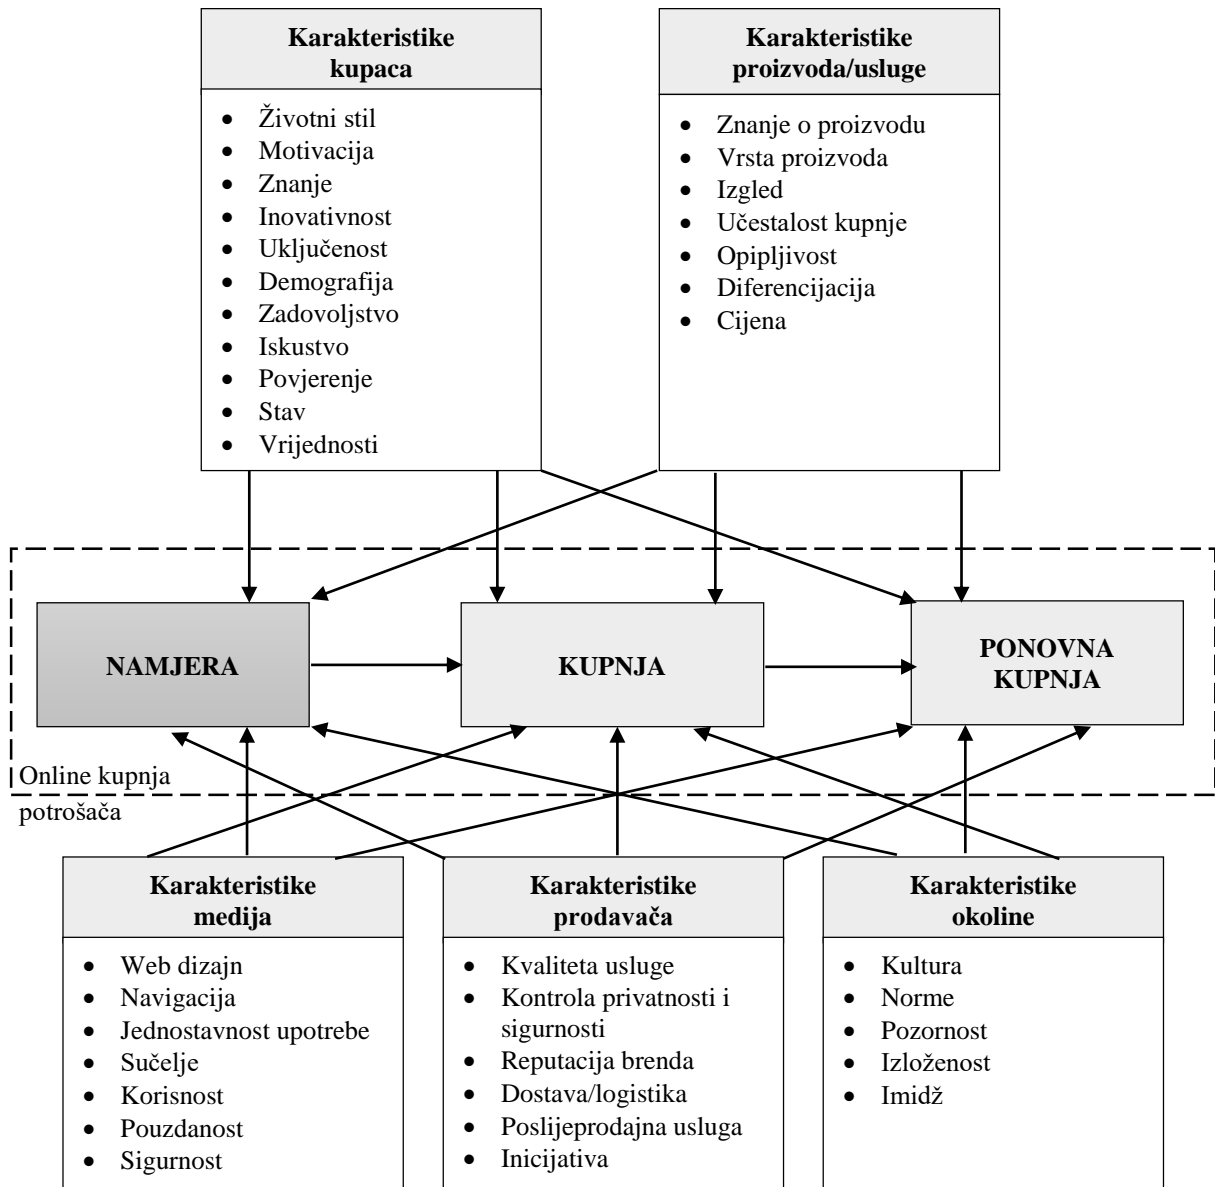 Karakteristike
kupaca
Životni stil
Motivacija
Znanje
Inovativnost
Uključenost
Demografija
Zadovoljstvo
Iskustvo
Povjerenje
Stav
Vrijednosti
Karakteristike
proizvoda/usluge
Znanje o proizvodu
Vrsta proizvoda
Izgled
Učestalost kupnje
Opipljivost
Diferencijacija
Cijena
NAMJERA
KUPNJA
PONOVNA
KUPNJA
Online kupnja
potrošača
Karakteristike
medija
Web dizajn
Navigacija
Jednostavnost upotrebe
Sučelje
Korisnost
Pouzdanost
Sigurnost
Karakteristike
prodavača
Kvaliteta usluge
Kontrola privatnosti i
sigurnosti
Reputacija brenda
Dostava/logistika
Poslijeprodajna usluga
Inicijativa
Karakteristike
okoline
Kultura
Norme
Pozornost
Izloženost
Imidž